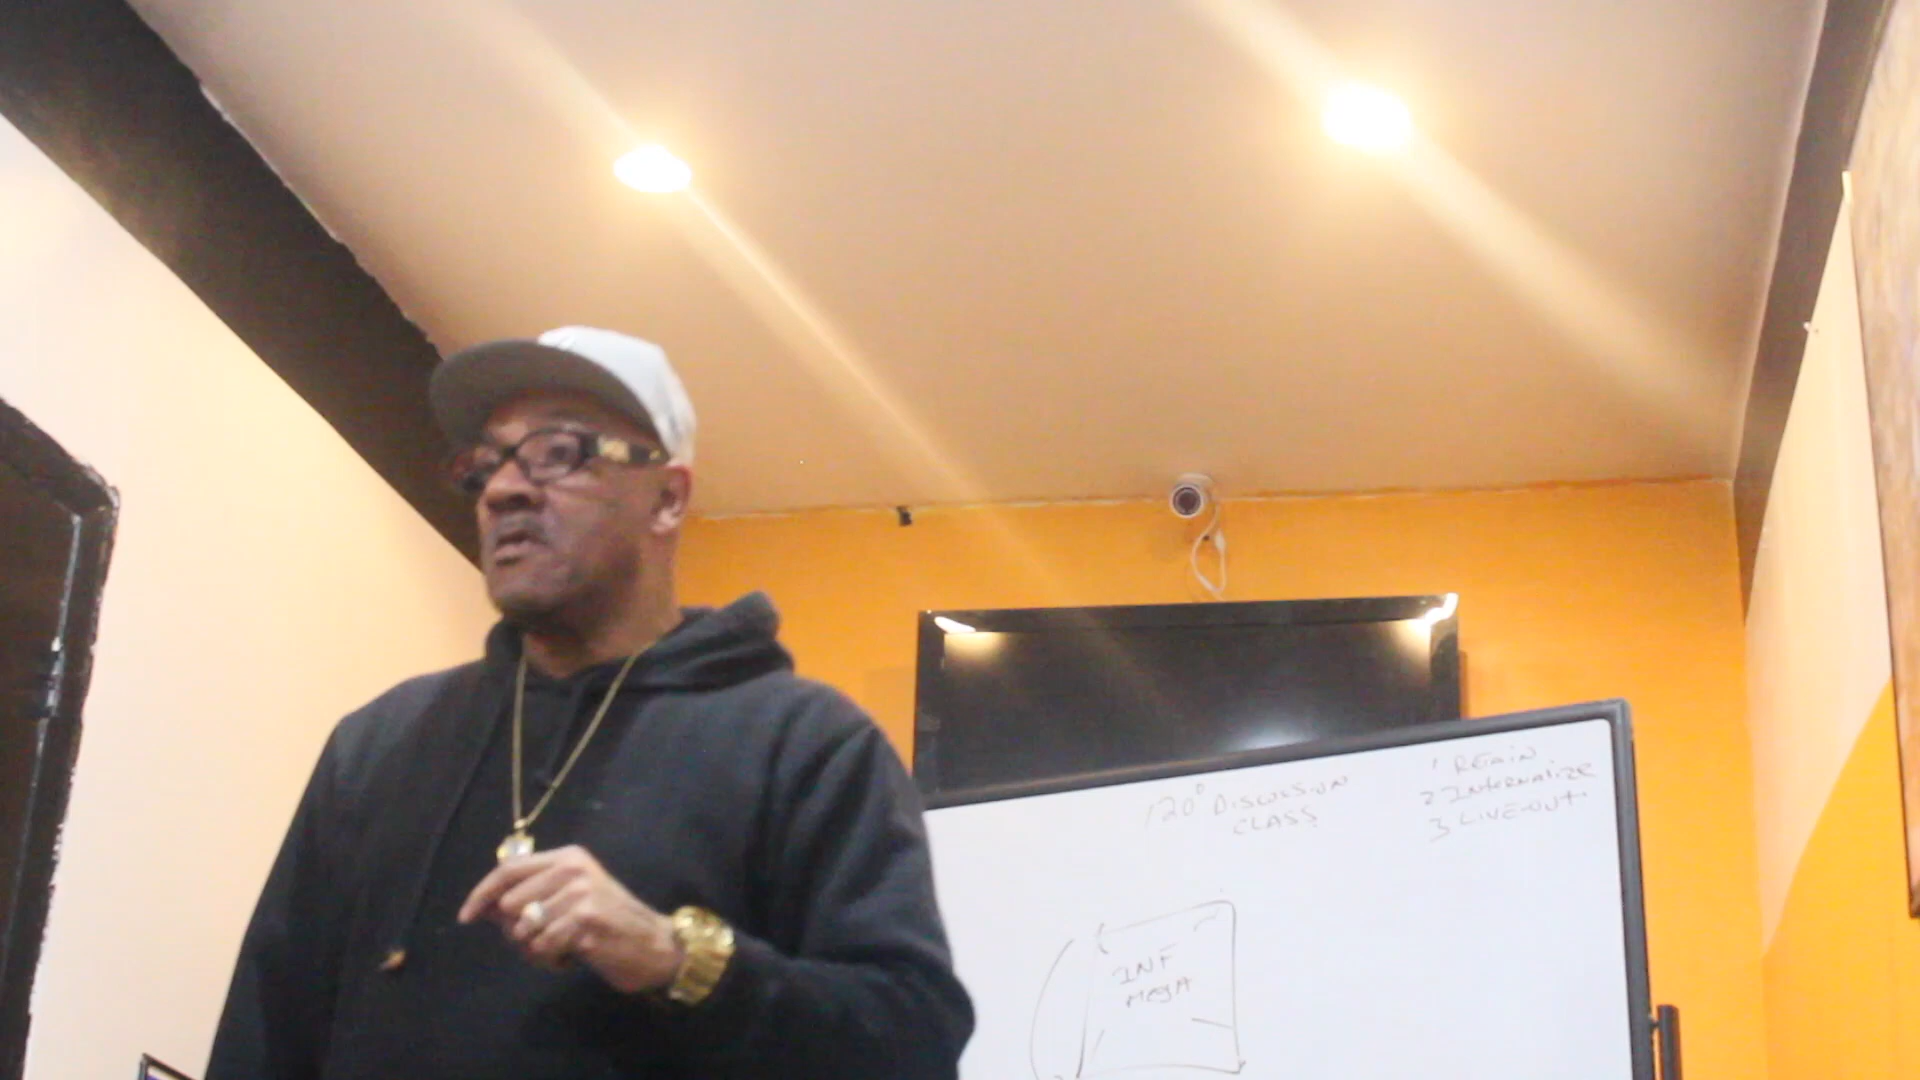 120° DISCUSSION
CLASS
1 RETAIN
2 INTERNALIZE
3 LIVE-OUT
INF
MEGA